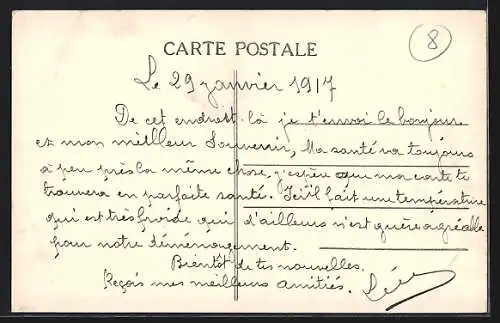 CARTE POSTALE
8
Le 29 janvier 1917
De cet endroit là je t'envoi le bonjour
et mon meilleur Souvenir, Ma santé va toujours
à peu près la même chose, j'espère que ma carte te
trouvera en parfaite santé. Ici il fait une température
qui est très froide qui d'ailleurs n'est guère agréable
pour notre déménagement.
Bientôt de tes nouvelles.
Reçois mes meilleurs amitiés.